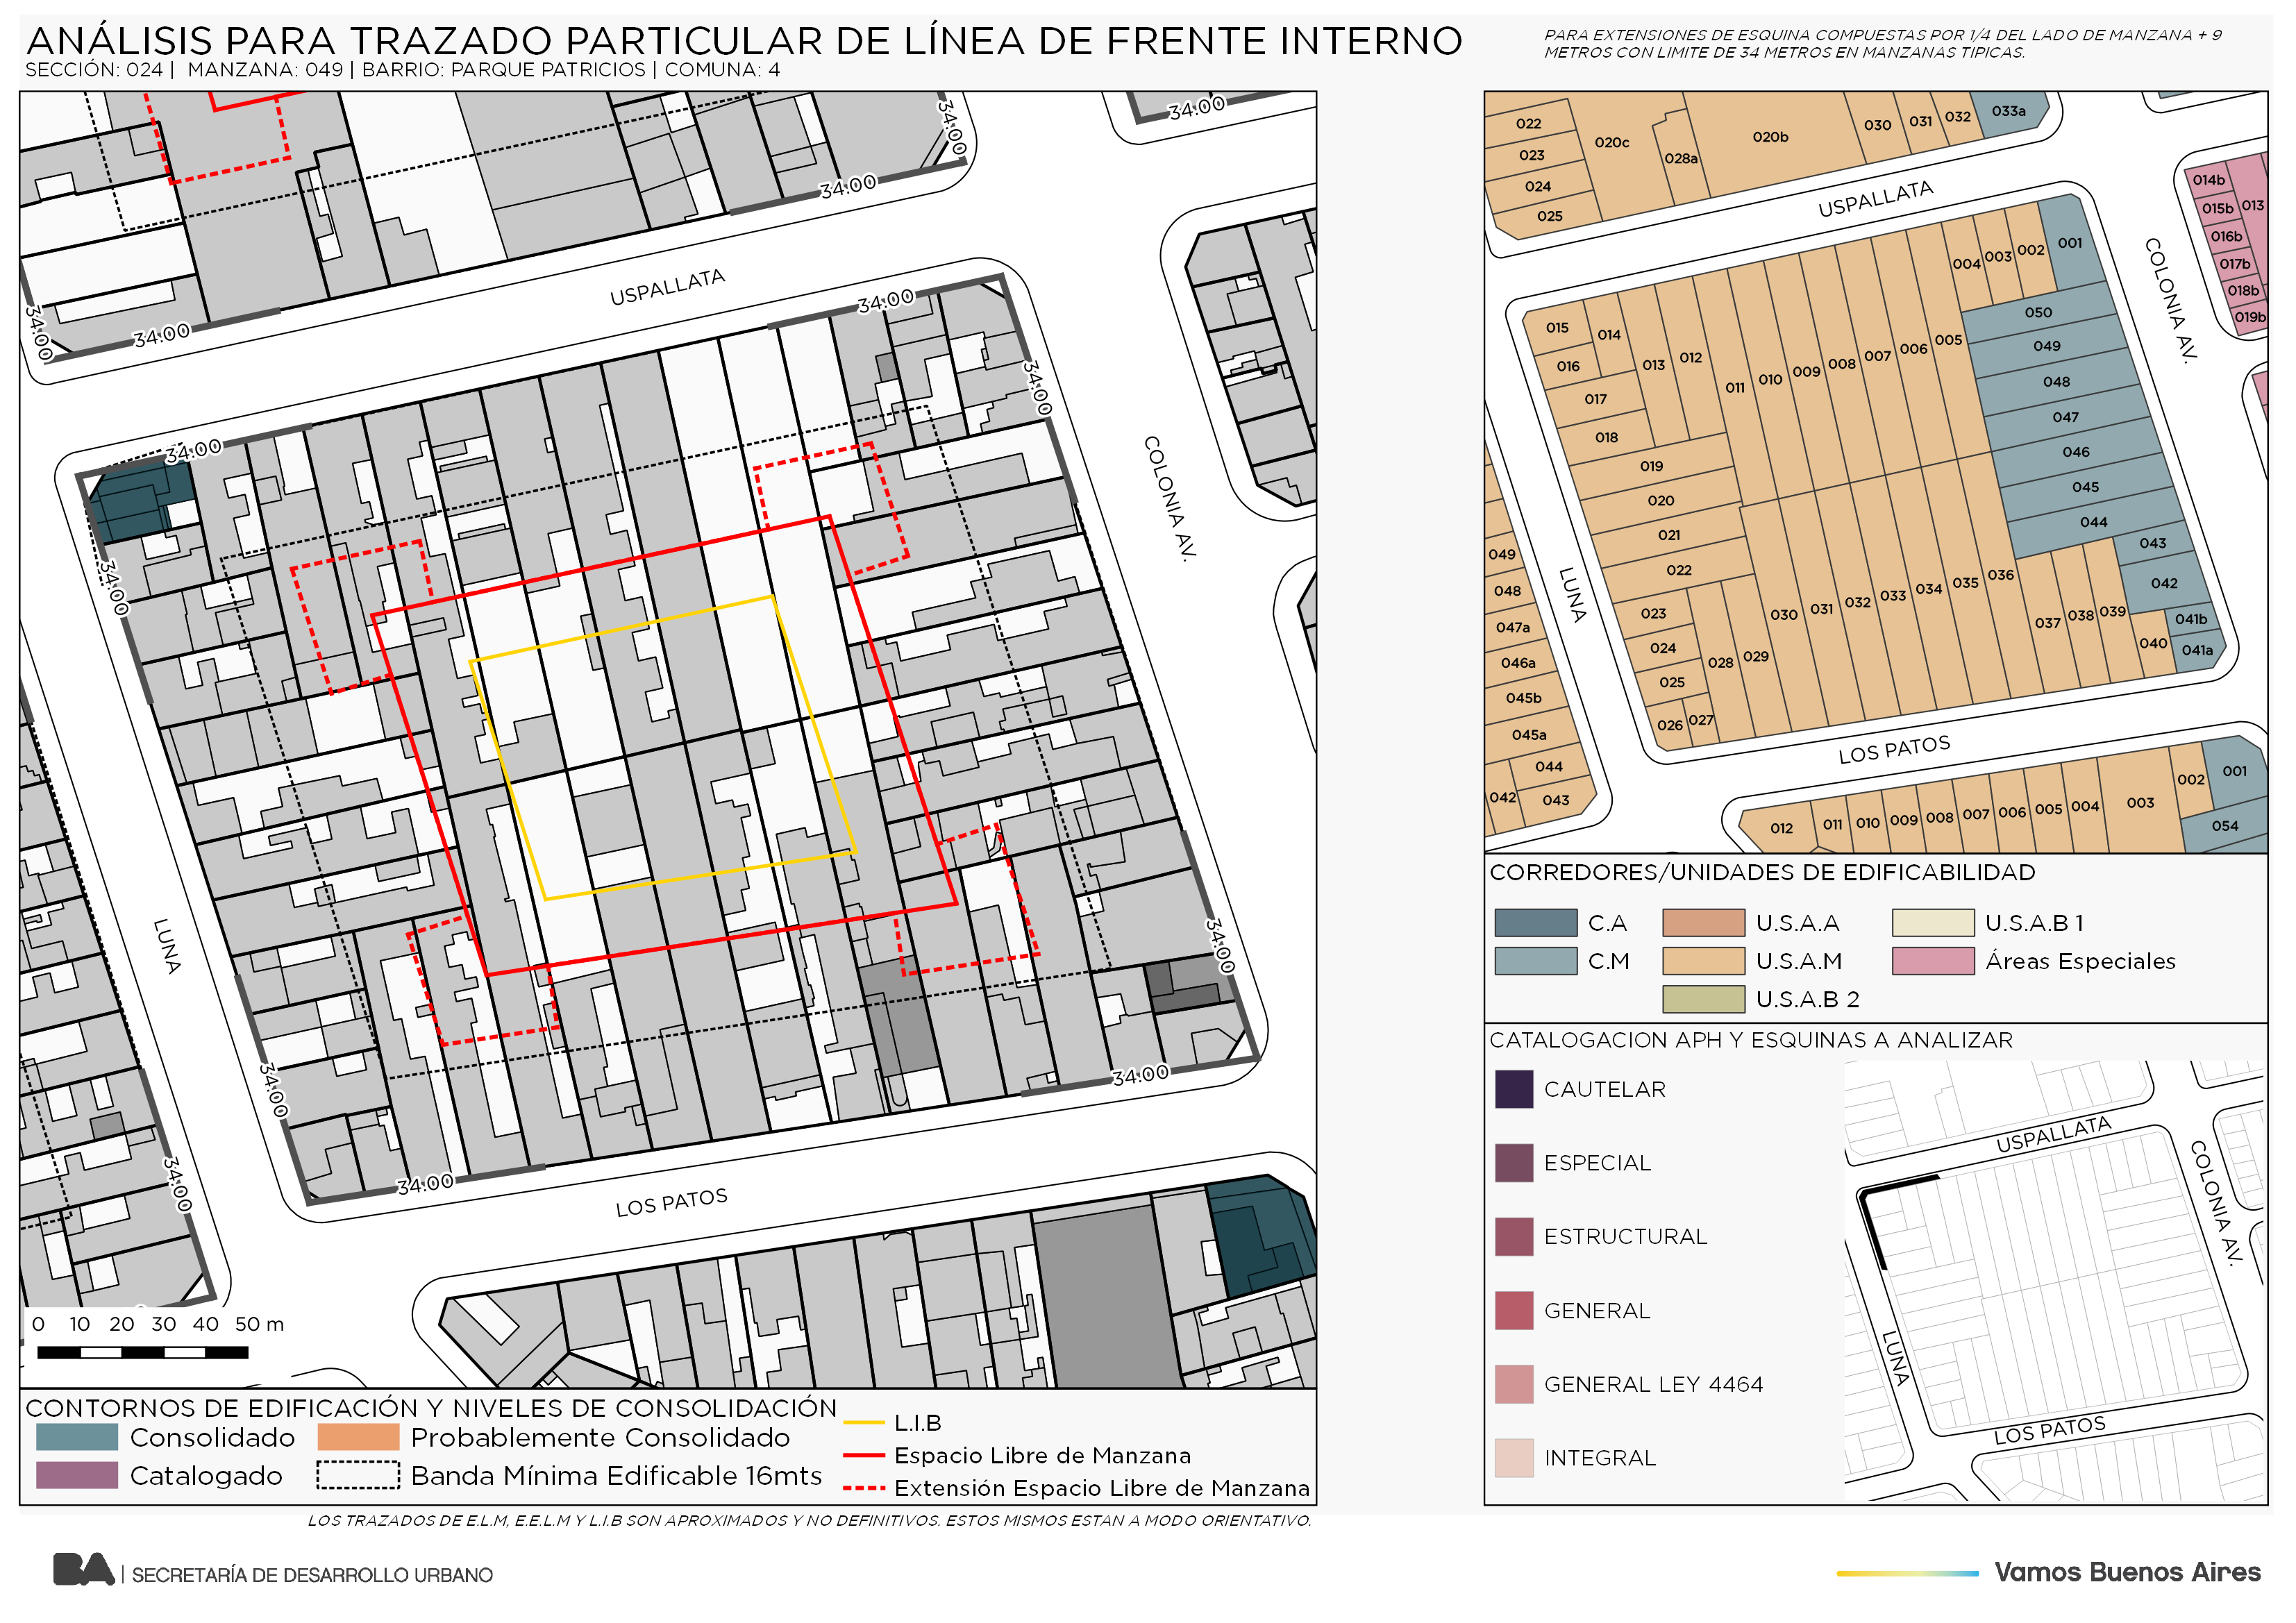 ANÁLISIS PARA TRAZADO PARTICULAR DE LÍNEA DE FRENTE INTERNO
SECCIÓN: 024 | MANZANA: 049 | BARRIO: PARQUE PATRICIOS | COMUNA: 4
PARA EXTENSIONES DE ESQUINA COMPUESTAS POR 1/4 DEL LADO DE MANZANA + 9
METROS CON LIMITE DE 34 METROS EN MANZANAS TIPICAS.
34.00
34.00
34.00
34.00
34.00
USPALLATA
34.00
34.00
34.00
34.00
COLONIA AV.
LUNA
34.00
34.00
34.00
34.00
34.00
LOS PATOS
0 10 20 30 40 50 m
CONTORNOS DE EDIFICACIÓN Y NIVELES DE CONSOLIDACIÓN
Consolidado
Probablemente Consolidado
Catalogado
Banda Mínima Edificable 16mts
L.I.B
Espacio Libre de Manzana
Extensión Espacio Libre de Manzana
LOS TRAZADOS DE E.L.M, E.E.L.M Y L.I.B SON APROXIMADOS Y NO DEFINITIVOS. ESTOS MISMOS ESTAN A MODO ORIENTATIVO.
022
023
024
025
020c
028a
020b
030
031
032
033a
USPALLATA
014b
015b
013
016b
017b
018b
019b
COLONIA AV.
001
002
003
004
005
006
007
008
009
010
011
012
013
014
015
016
017
018
019
020
021
022
023
024
025
026
027
028
029
030
031
032
033
034
035
036
037
038
039
040
041a
041b
042
043
044
045
046
047
048
049
050
LUNA
049
048
047a
046a
045b
045a
044
042
043
LOS PATOS
012
011
010
009
008
007
006
005
004
003
002
001
054
CORREDORES/UNIDADES DE EDIFICABILIDAD
C.A
U.S.A.A
U.S.A.B 1
C.M
U.S.A.M
Áreas Especiales
U.S.A.B 2
CATALOGACION APH Y ESQUINAS A ANALIZAR
CAUTELAR
ESPECIAL
ESTRUCTURAL
GENERAL
GENERAL LEY 4464
INTEGRAL
USPALLATA
COLONIA AV.
LUNA
LOS PATOS
BA | SECRETARÍA DE DESARROLLO URBANO
Vamos Buenos Aires